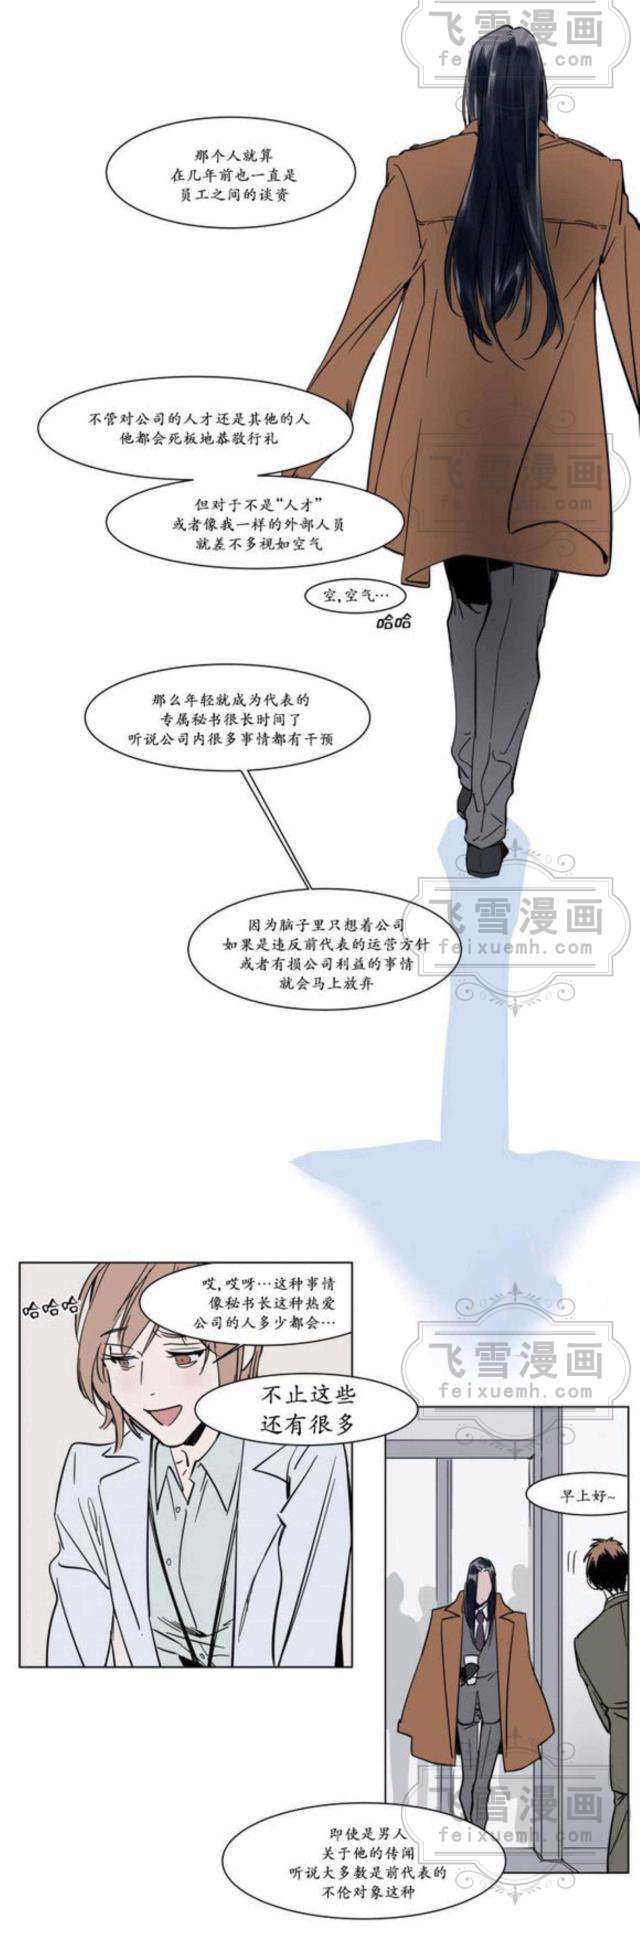 飞雪漫画
feixuemh.com
那个人就算
在几年前也一直是
员工之间的谈资
不管对公司的人才还是其他的人
他都会死板地恭敬行礼
飞雪漫画
feixuemh.com
但对于不是“人才”
或者像我一样的外部人员
就差不多视如空气
空,空气…
哈哈
那么年轻就成为代表的
专属秘书很长时间了
听说公司内很多事情都有干预
因为脑子里只想着公司
如果是违反前代表的运营方针
或者有损公司利益的事情
就会马上放弃
飞雪漫画
feixuemh.com
哈哈哈
哎,哎呀…这种事情
像秘书长这种热爱
公司的人多少都会…
飞雪漫画
feixuemh.com
不止这些
还有很多
早上好~
飞雪漫画
feixuemh.com
即使是男人
关于他的传闻
听说大多数是前代表的
不伦对象这种